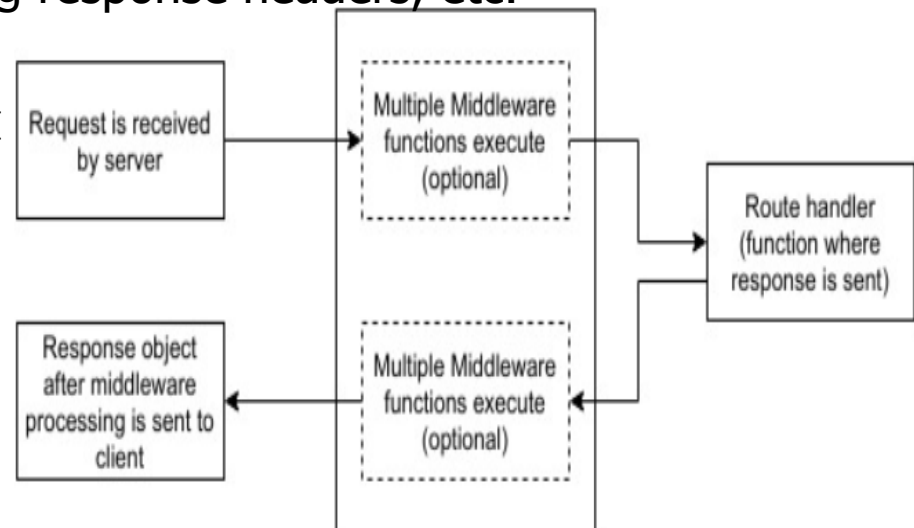 g response headers, etc.
Request is received
by server
Multiple Middleware
functions execute
(optional)
Route handler
(function where
response is sent)
Multiple Middleware
functions execute
(optional)
Response object
after middleware
processing is sent to
client